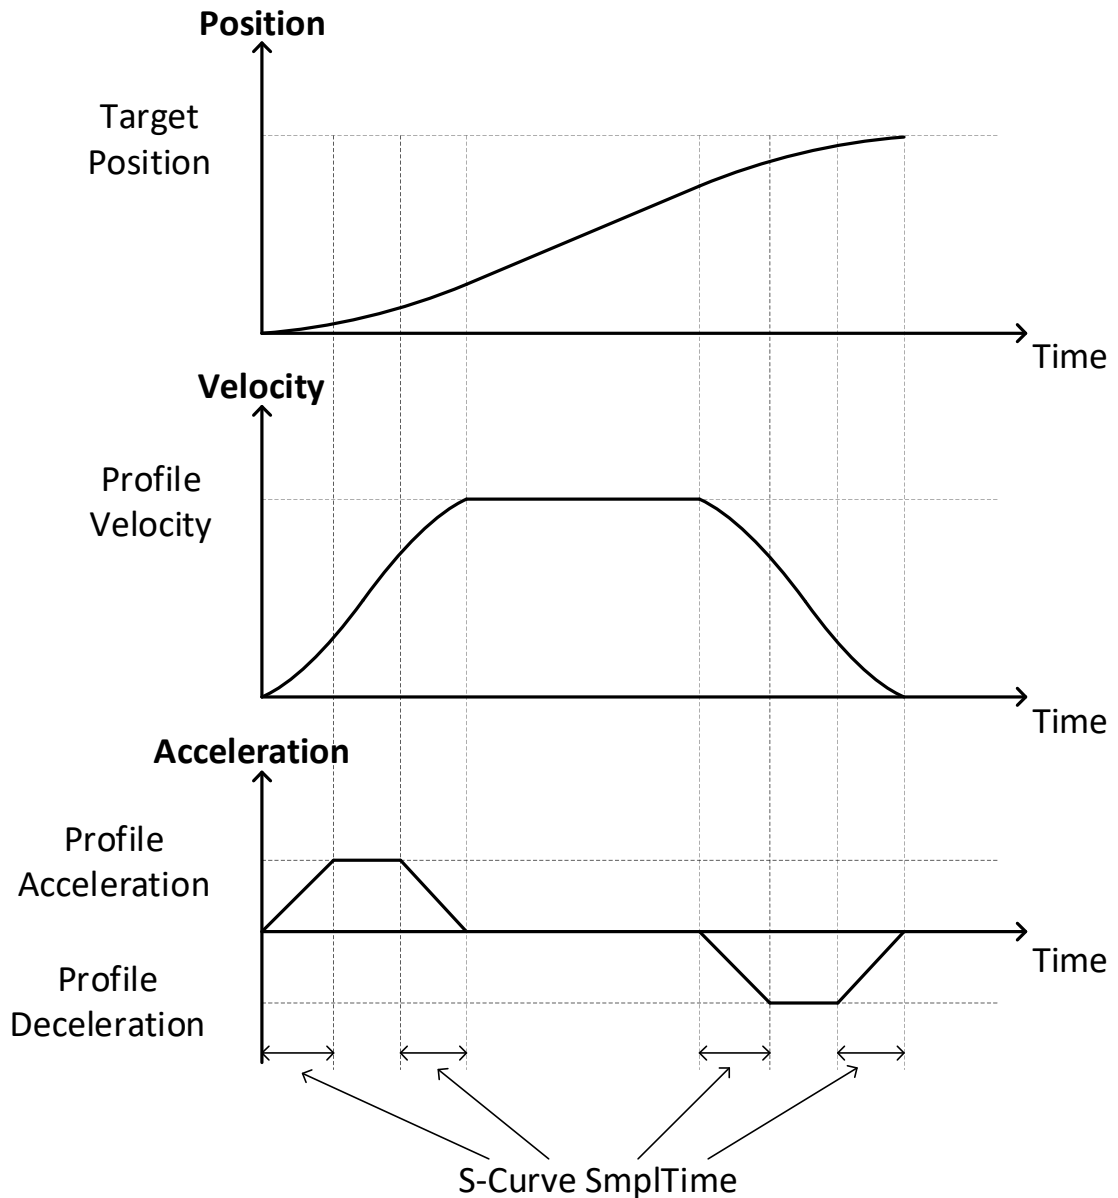 Position
Target
Position
Time
Velocity
Profile
Velocity
Time
Acceleration
Profile
Acceleration
Time
Profile
Deceleration
S-Curve SmplTime